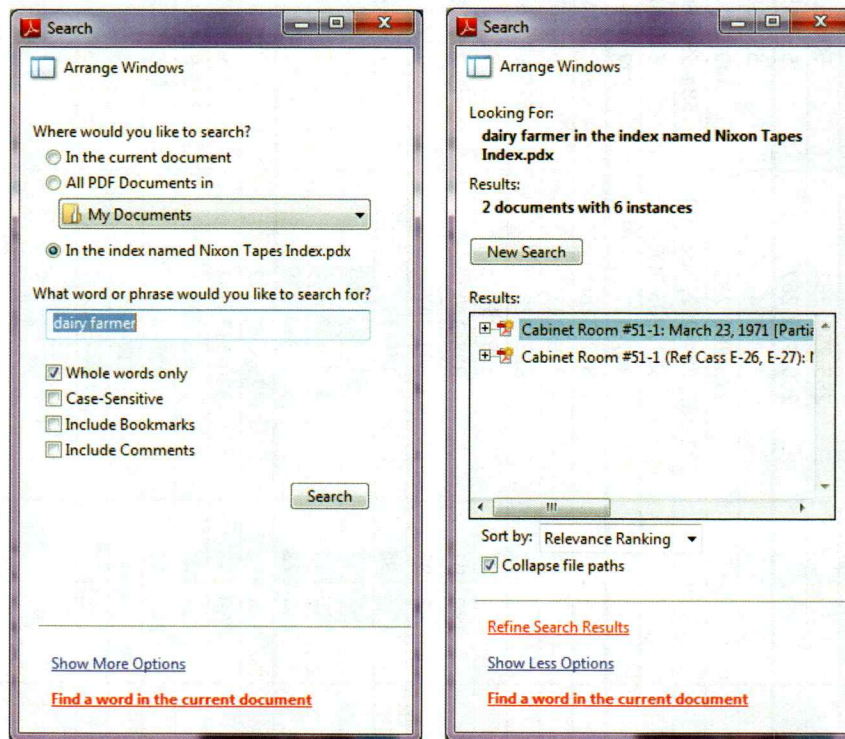 Search
Arrange Windows
Where would you like to search?
In the current document
All PDF Documents in
My Documents
In the index named Nixon Tapes Index.pdx
What word or phrase would you like to search for?
dairy farmer
Whole words only
Case-Sensitive
Include Bookmarks
Include Comments
Search
Show More Options
Find a word in the current document
Search
Arrange Windows
Looking For:
dairy farmer in the index named Nixon Tapes
Index.pdx
Results:
2 documents with 6 instances
New Search
Results:
Cabinet Room #51-1: March 23, 1971 [Partia
Cabinet Room #51-1 (Ref Cass E-26, E-27):
Sort by: Relevance Ranking
Collapse file paths
Refine Search Results
Show Less Options
Find a word in the current document